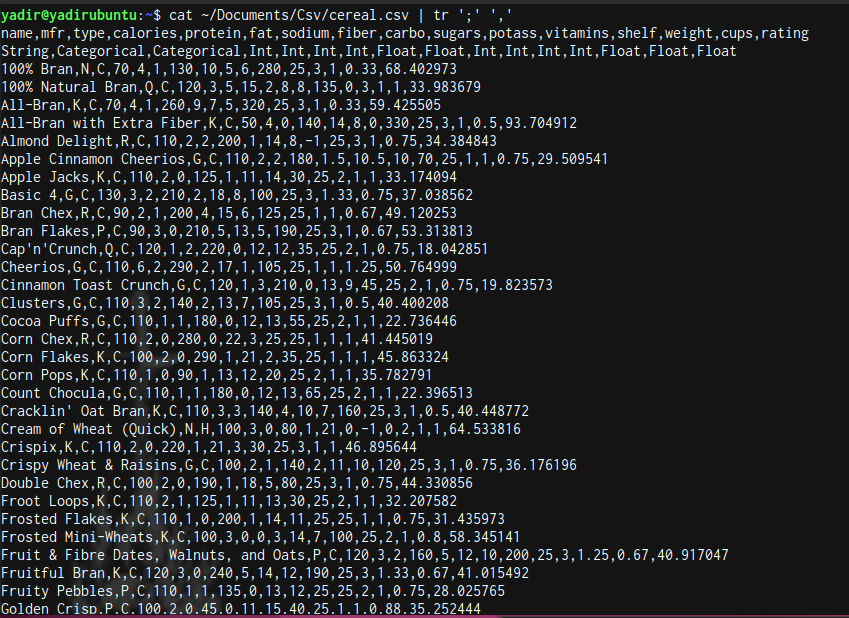 yadir@yadirubuntu:~$ cat ~/Documents/Csv/cereal.csv | tr ';' ','
name,mfr,type,calories,protein,fat,sodium,fiber,carbo,sugars,potass,vitamins,shelf,weight,cups,rating
String,Categorical,Categorical,Int,Int,Int,Int,Float,Float,Int,Int,Int,Int,Float,Float,Float
100% Bran,N,C,70,4,1,130,10,5,6,280,25,3,1,0.33,68.402973
100% Natural Bran,Q,C,120,3,5,15,2,8,8,135,0,3,1,1,33.983679
All-Bran,K,C,70,4,1,260,9,7,5,320,25,3,1,0.33,59.425505
All-Bran with Extra Fiber,K,C,50,4,0,140,14,8,0,330,25,3,1,0.5,93.704912
Almond Delight,R,C,110,2,2,200,1,14,8,-1,25,3,1,0.75,34.384843
Apple Cinnamon Cheerios,G,C,110,2,2,180,1.5,10.5,10,70,25,1,1,0.75,29.509541
Apple Jacks,K,C,110,2,0,125,1,11,14,30,25,2,1,1,33.174094
Basic 4,G,C,130,3,2,210,2,18,8,100,25,3,1.33,0.75,37.038562
Bran Chex,R,C,90,2,1,200,4,15,6,125,25,1,1,0.67,49.120253
Bran Flakes,P,C,90,3,0,210,5,13,5,190,25,3,1,0.67,53.313813
Cap'n'Crunch,Q,C,120,1,2,220,0,12,12,35,25,2,1,0.75,18.042851
Cheerios,G,C,110,6,2,290,2,17,1,105,25,1,1,1.25,50.764999
Cinnamon Toast Crunch,G,C,120,1,3,210,0,13,9,45,25,2,1,0.75,19.823573
Clusters,G,C,110,3,2,140,2,13,7,105,25,3,1,0.5,40.400208
Cocoa Puffs,G,C,110,1,1,180,0,12,13,55,25,2,1,1,22.736446
Corn Chex,R,C,110,2,0,280,0,22,3,25,25,1,1,1,41.445019
Corn Flakes,K,C,100,2,0,290,1,21,2,35,25,1,1,1,45.863324
Corn Pops,K,C,110,1,0,90,1,13,12,20,25,2,1,1,35.782791
Count Chocula,G,C,110,1,1,180,0,12,13,65,25,2,1,1,22.396513
Cracklin' Oat Bran,K,C,110,3,3,140,4,10,7,160,25,3,1,0.5,40.448772
Cream of Wheat (Quick),N,H,100,3,0,80,1,21,0,-1,0,2,1,1,64.533816
Crispix,K,C,110,2,0,220,1,21,3,30,25,3,1,1,46.895644
Crispy Wheat & Raisins,G,C,100,2,1,140,2,11,10,120,25,3,1,0.75,36.176196
Double Chex,R,C,100,2,0,190,1,18,5,80,25,3,1,0.75,44.330856
Froot Loops,K,C,110,2,1,125,1,11,13,30,25,2,1,1,32.207582
Frosted Flakes,K,C,110,1,0,200,1,14,11,25,25,1,1,0.75,31.435973
Frosted Mini-Wheats,K,C,100,3,0,0,3,14,7,100,25,2,1,0.8,58.345141
Fruit & Fibre Dates, Walnuts, and Oats,P,C,120,3,2,160,5,12,10,200,25,3,1.25,0.67,40.917047
Fruitful Bran,K,C,120,3,0,240,5,14,12,190,25,3,1.33,0.67,41.015492
Fruity Pebbles,P,C,110,1,1,135,0,13,12,25,25,2,1,0.75,28.025765
Golden Crisp,P,C,100,2,0,45,0,11,15,40,25,1,1,0.88,35.252444